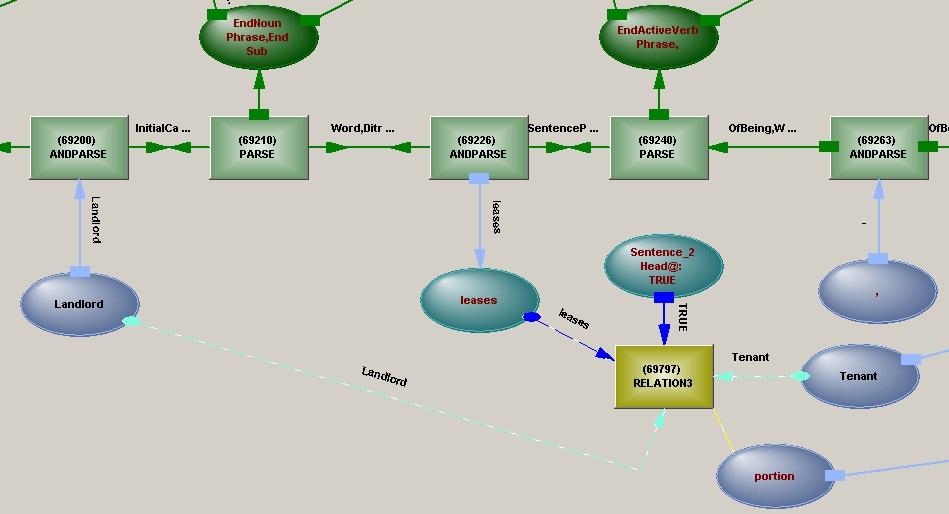 EndNoun
Phrase,End
Sub
EndActiveVerb
Phrase,
(69200)
ANDPARSE
InitialCa ...
(69210)
PARSE
Word,Ditr ...
(69226)
ANDPARSE
SentenceP ...
(69240)
PARSE
OfBeing,W ...
(69263)
ANDPARSE
OfBe
Landlord
leases
,
Landlord
leases
Sentence_2
Head@:
TRUE
,
leases
TRUE
(69797)
RELATION3
Tenant
Tenant
Landlord
portion